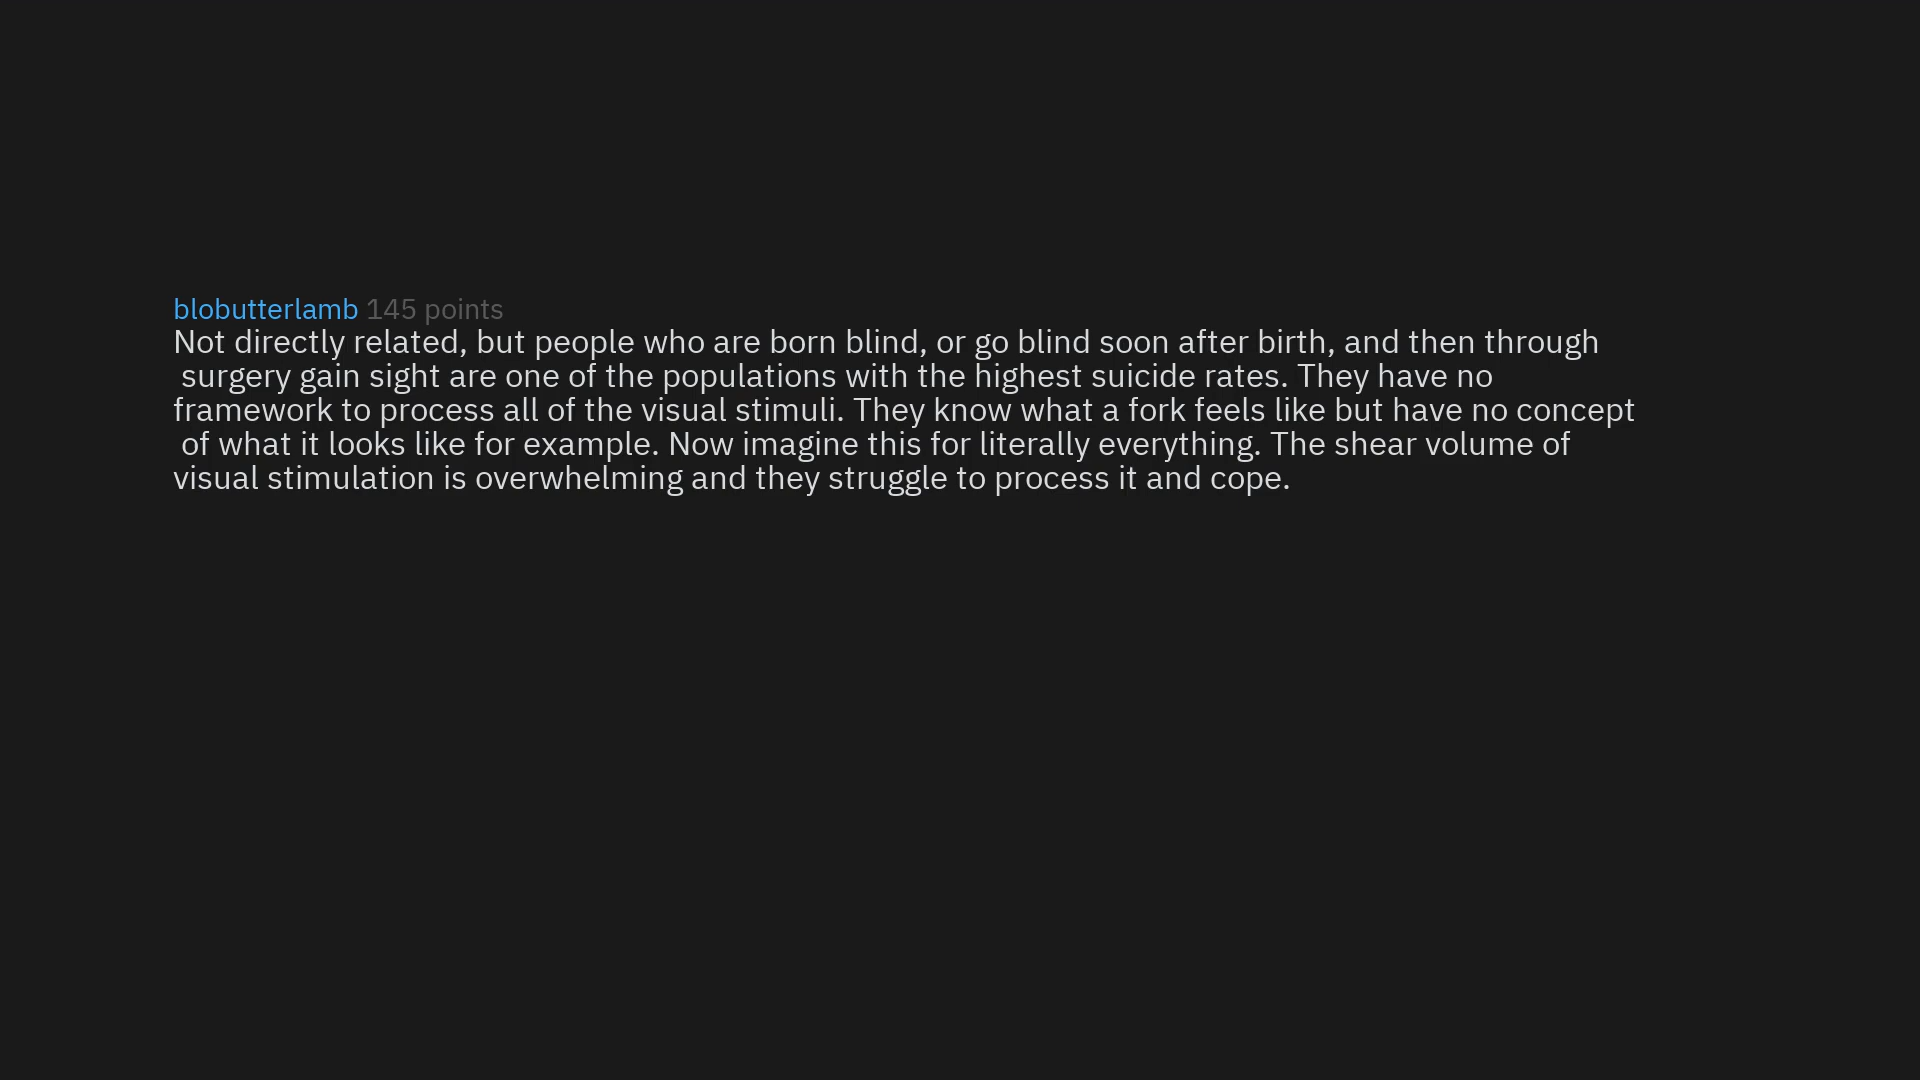 blobutterlamb 145 points
Not directly related, but people who are born blind, or go blind soon after birth, and then through
surgery gain sight are one of the populations with the highest suicide rates. They have no
framework to process all of the visual stimuli. They know what a fork feels like but have no concept
of what it looks like for example. Now imagine this for literally everything. The shear volume of
visual stimulation is overwhelming and they struggle to process it and cope.